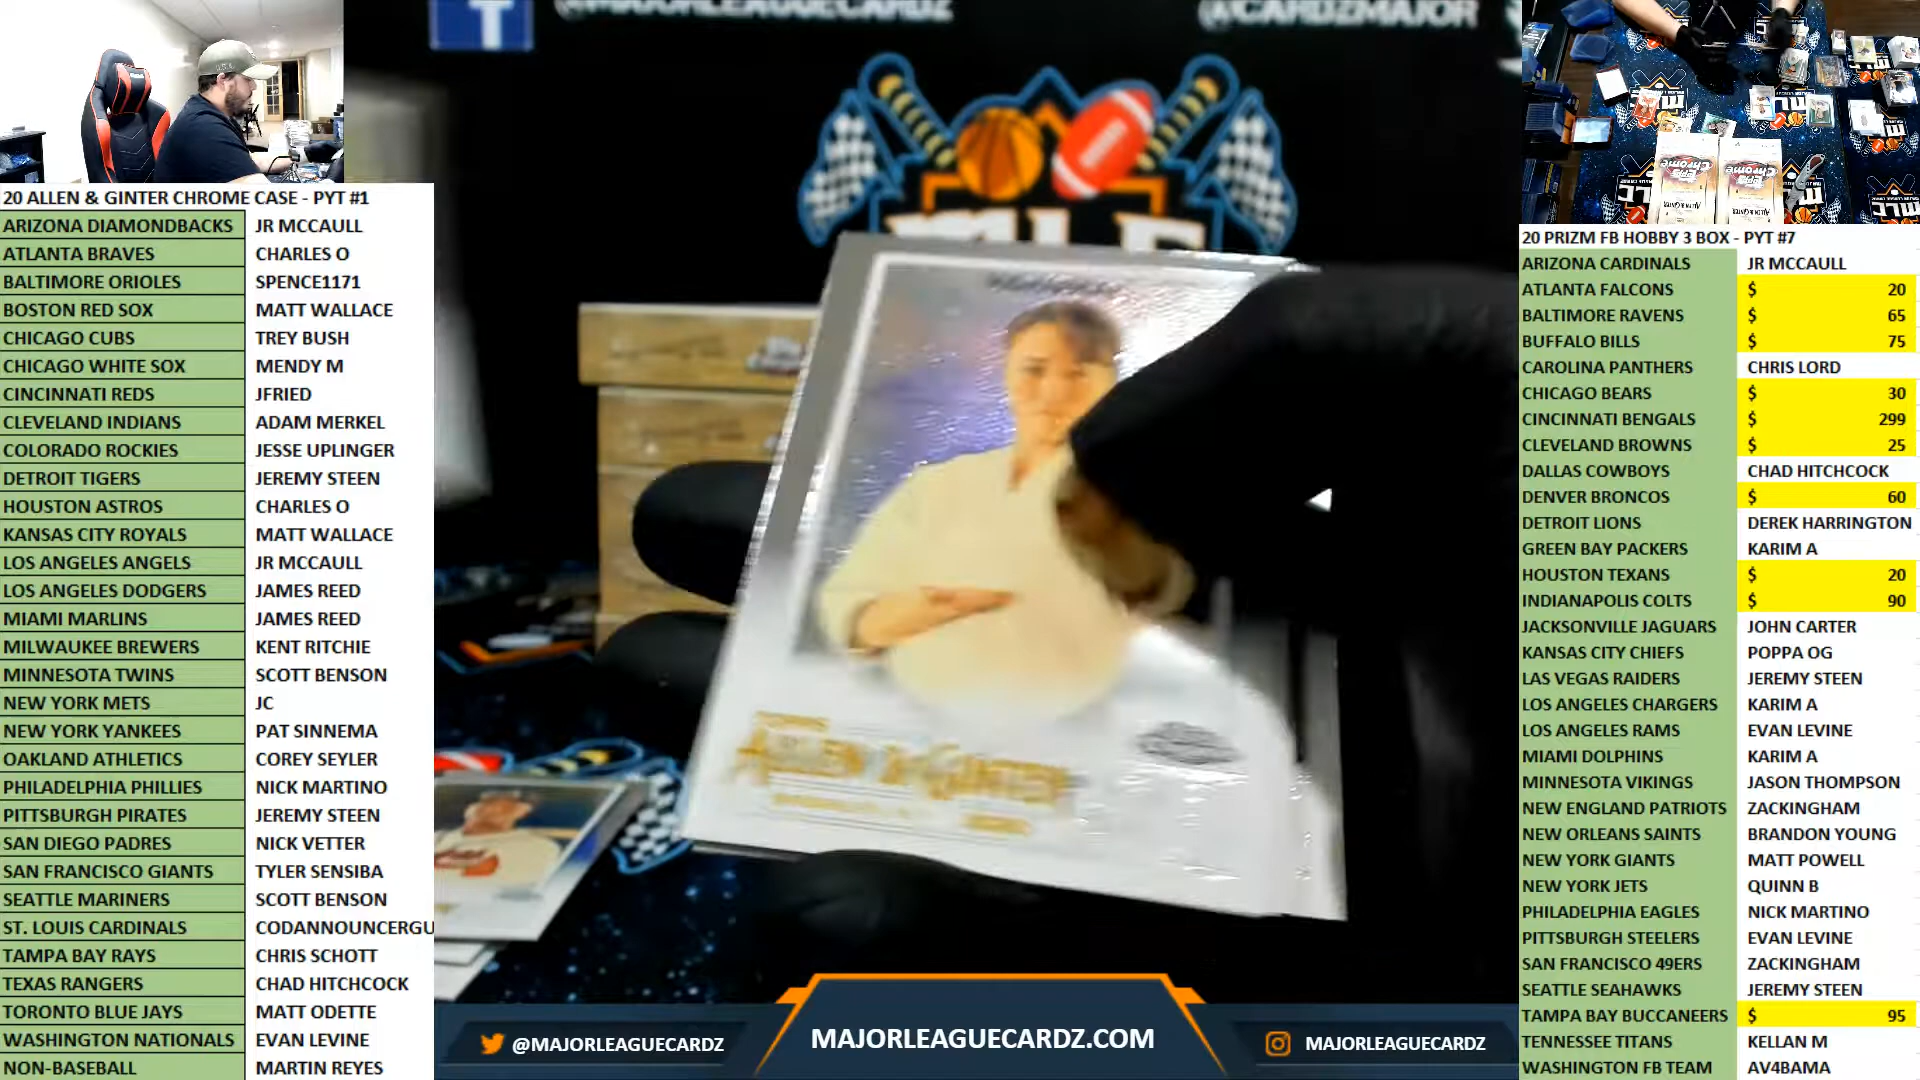 @MAJORLEAGUECARDZ
@CARDZMAJOR
20 ALLEN & GINTER CHROME CASE - PYT #1
ARIZONA DIAMONDBACKS JR MCCAULL
ATLANTA BRAVES CHARLES O
BALTIMORE ORIOLES SPENCE1171
BOSTON RED SOX MATT WALLACE
CHICAGO CUBS TREY BUSH
CHICAGO WHITE SOX MENDY M
CINCINNATI REDS JFRIED
CLEVELAND INDIANS ADAM MERKEL
COLORADO ROCKIES JESSE UPLINGER
DETROIT TIGERS JEREMY STEEN
HOUSTON ASTROS CHARLES O
KANSAS CITY ROYALS MATT WALLACE
LOS ANGELES ANGELS JR MCCAULL
LOS ANGELES DODGERS JAMES REED
MIAMI MARLINS JAMES REED
MILWAUKEE BREWERS KENT RITCHIE
MINNESOTA TWINS SCOTT BENSON
NEW YORK METS JC
NEW YORK YANKEES PAT SINNEMA
OAKLAND ATHLETICS COREY SEYLER
PHILADELPHIA PHILLIES NICK MARTINO
PITTSBURGH PIRATES JEREMY STEEN
SAN DIEGO PADRES NICK VETTER
SAN FRANCISCO GIANTS TYLER SENSIBA
SEATTLE MARINERS SCOTT BENSON
ST. LOUIS CARDINALS CODANNOUNCERGU
TAMPA BAY RAYS CHRIS SCHOTT
TEXAS RANGERS CHAD HITCHCOCK
TORONTO BLUE JAYS MATT ODETTE
WASHINGTON NATIONALS EVAN LEVINE
NON-BASEBALL MARTIN REYES
MLC
TOPPS
ALLEN & GINTER
@MAJORLEAGUECARDZ
MAJORLEAGUECARDZ.COM
MAJORLEAGUECARDZ
Topps Chrome
Topps Chrome
ALLEN & GINTER
ALLEN & GINTER
20 PRIZM FB HOBBY 3 BOX - PYT #7
ARIZONA CARDINALS JR MCCAULL
ATLANTA FALCONS $ 20
BALTIMORE RAVENS $ 65
BUFFALO BILLS $ 75
CAROLINA PANTHERS CHRIS LORD
CHICAGO BEARS $ 30
CINCINNATI BENGALS $ 299
CLEVELAND BROWNS $ 25
DALLAS COWBOYS CHAD HITCHCOCK
DENVER BRONCOS $ 60
DETROIT LIONS DEREK HARRINGTON
GREEN BAY PACKERS KARIM A
HOUSTON TEXANS $ 20
INDIANAPOLIS COLTS $ 90
JACKSONVILLE JAGUARS JOHN CARTER
KANSAS CITY CHIEFS POPPA OG
LAS VEGAS RAIDERS JEREMY STEEN
LOS ANGELES CHARGERS KARIM A
LOS ANGELES RAMS EVAN LEVINE
MIAMI DOLPHINS KARIM A
MINNESOTA VIKINGS JASON THOMPSON
NEW ENGLAND PATRIOTS ZACKINGHAM
NEW ORLEANS SAINTS BRANDON YOUNG
NEW YORK GIANTS MATT POWELL
NEW YORK JETS QUINN B
PHILADELPHIA EAGLES NICK MARTINO
PITTSBURGH STEELERS EVAN LEVINE
SAN FRANCISCO 49ERS ZACKINGHAM
SEATTLE SEAHAWKS JEREMY STEEN
TAMPA BAY BUCCANEERS $ 95
TENNESSEE TITANS KELLAN M
WASHINGTON FB TEAM AV4BAMA